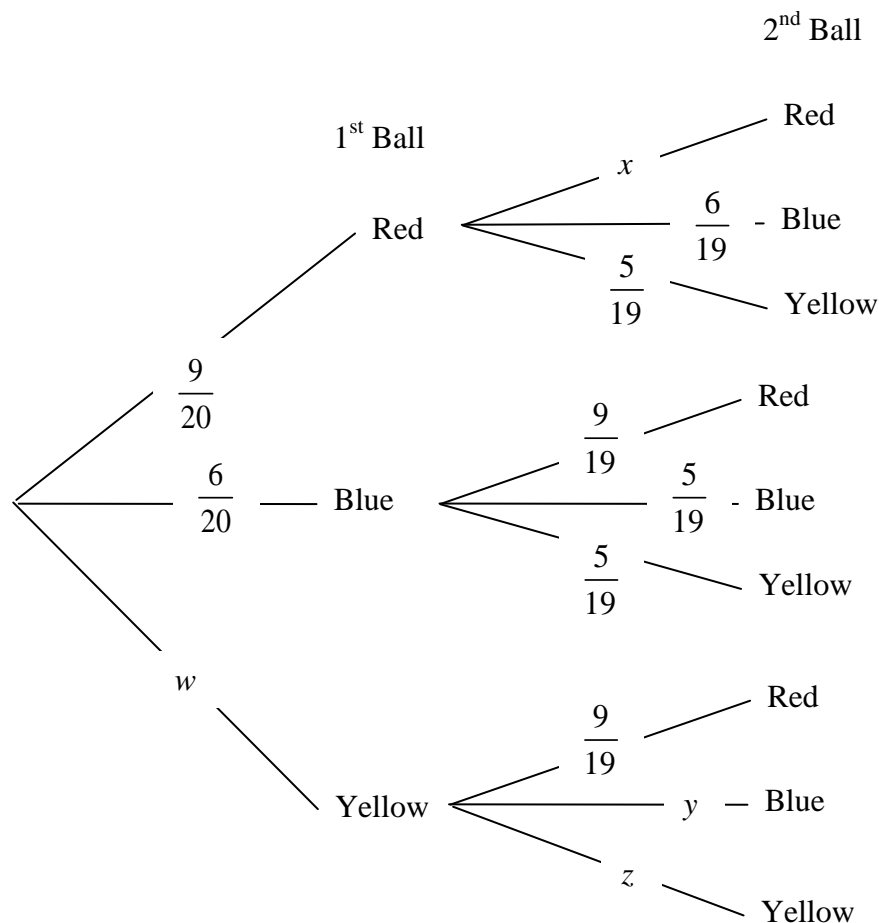 2nd Ball
Red
1st Ball
x
Red
6/19
Blue
5/19
Yellow
9/20
Red
9/19
6/20
Blue
5/19
Blue
5/19
Yellow
w
Red
9/19
Yellow
y
Blue
z
Yellow